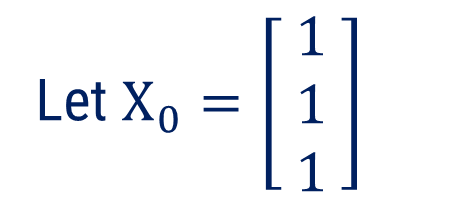 Let X₀ = [1
1
1]